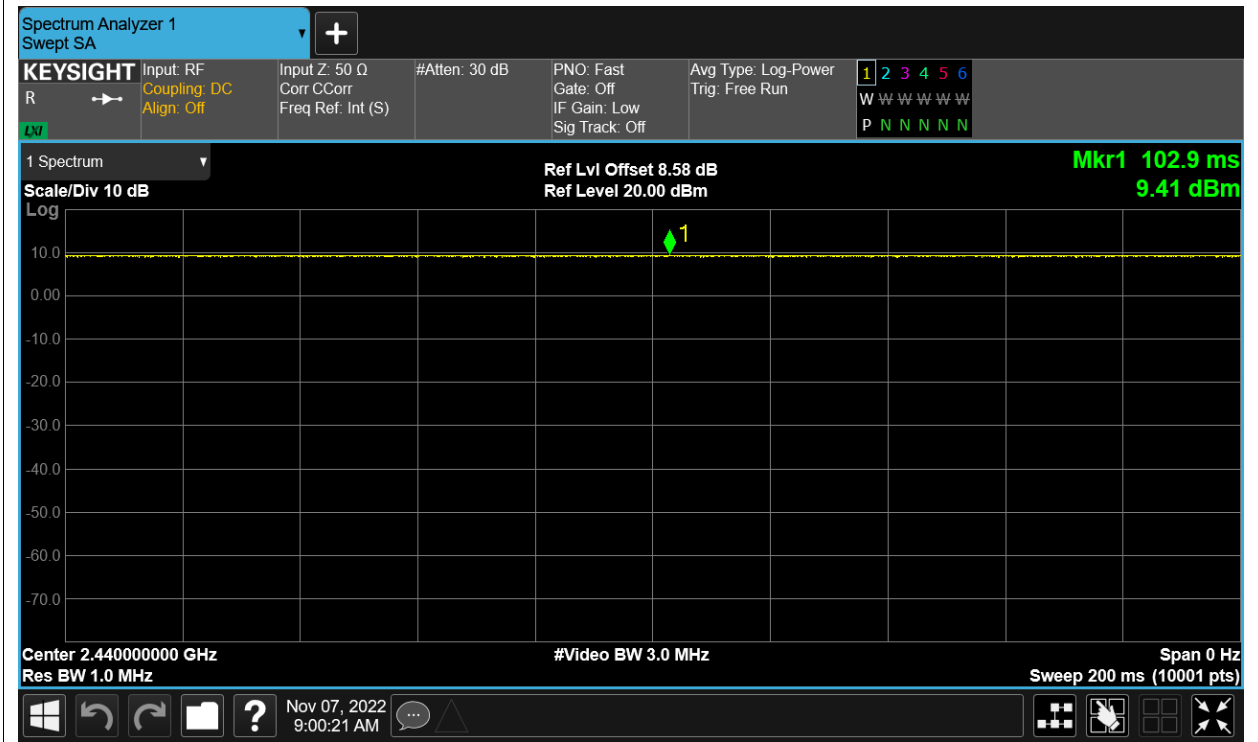 Spectrum Analyzer 1
Swept SA
KEYSIGHT
R
LXI
Input: RF
Coupling: DC
Align: Off
Input Z: 50 Ω
Corr CCorr
Freq Ref: Int (S)
#Atten: 30 dB
PNO: Fast
Gate: Off
IF Gain: Low
Sig Track: Off
Avg Type: Log-Power
Trig: Free Run
1 2 3 4 5 6
W W W W W W
P N N N N N
1 Spectrum
Scale/Div 10 dB
Log
Ref Lvl Offset 8.58 dB
Ref Level 20.00 dBm
Mkr1 102.9 ms
9.41 dBm
1
10.0
0.00
-10.0
-20.0
-30.0
-40.0
-50.0
-60.0
-70.0
Center 2.440000000 GHz
#Video BW 3.0 MHz
Span 0 Hz
Res BW 1.0 MHz
Sweep 200 ms (10001 pts)
?
Nov 07, 2022
9:00:21 AM